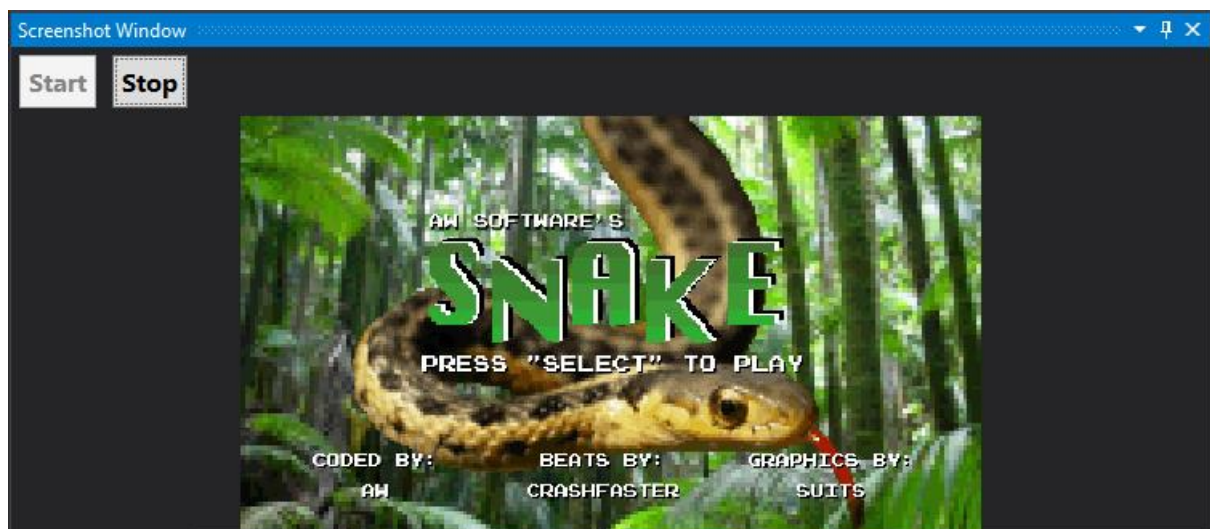 Screenshot Window
Start Stop
AW SOFTWARE'S
SNAKE
PRESS "SELECT" TO PLAY
CODED BY: BEATS BY: GRAPHICS BY:
AW CRASHFASTER SUITS